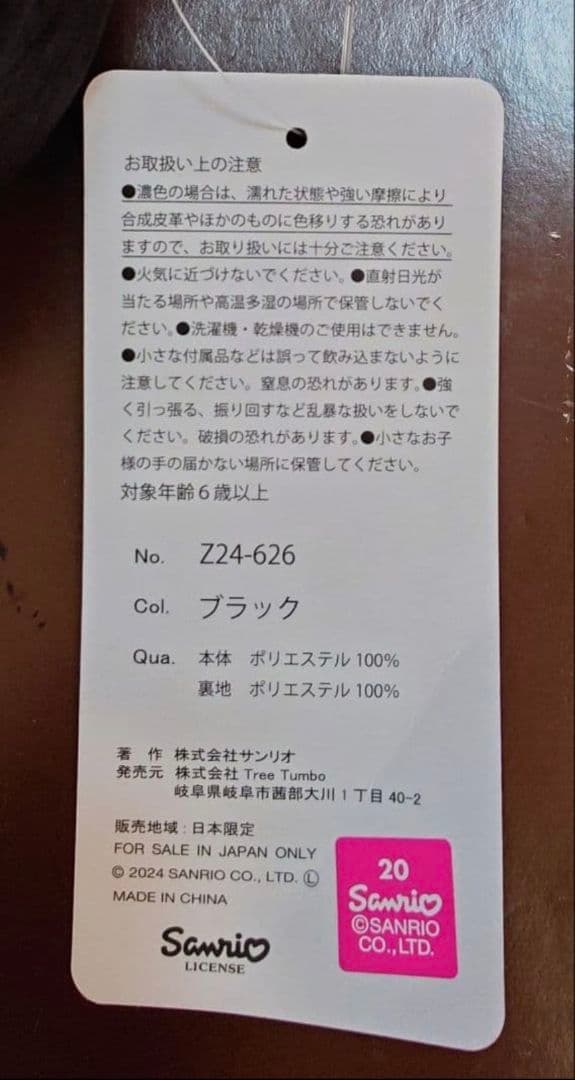 お取扱い上の注意
●濃色の場合は、濡れた状態や強い摩擦により
合成皮革やほかのものに色移りする恐れがあり
ますので、お取り扱いには十分ご注意ください。
●火気に近づけないでください。●直射日光が
当たる場所や高温多湿の場所で保管しないでく
ださい。●洗濯機・乾燥機のご使用はできません。
●小さな付属品などは誤って飲み込まないように
注意してください。窒息の恐れがあります。●強
く引っ張る、振り回すなど乱暴な扱いをしないで
ください。破損の恐れがあります。●小さなお子
様の手の届かない場所に保管してください。
対象年齢6歳以上
No. Z24-626
Col. ブラック
Qua. 本体 ポリエステル100%
裏地 ポリエステル100%
著 作 株式会社サンリオ
発売元 株式会社Tree Tumbo
岐阜県岐阜市茜部大川1丁目40-2
販売地域:日本限定
FOR SALE IN JAPAN ONLY
© 2024 SANRIO CO., LTD. Ⓛ
MADE IN CHINA
Sanrio
LICENSE
20
Sanrio
©SANRIO
CO.,LTD.